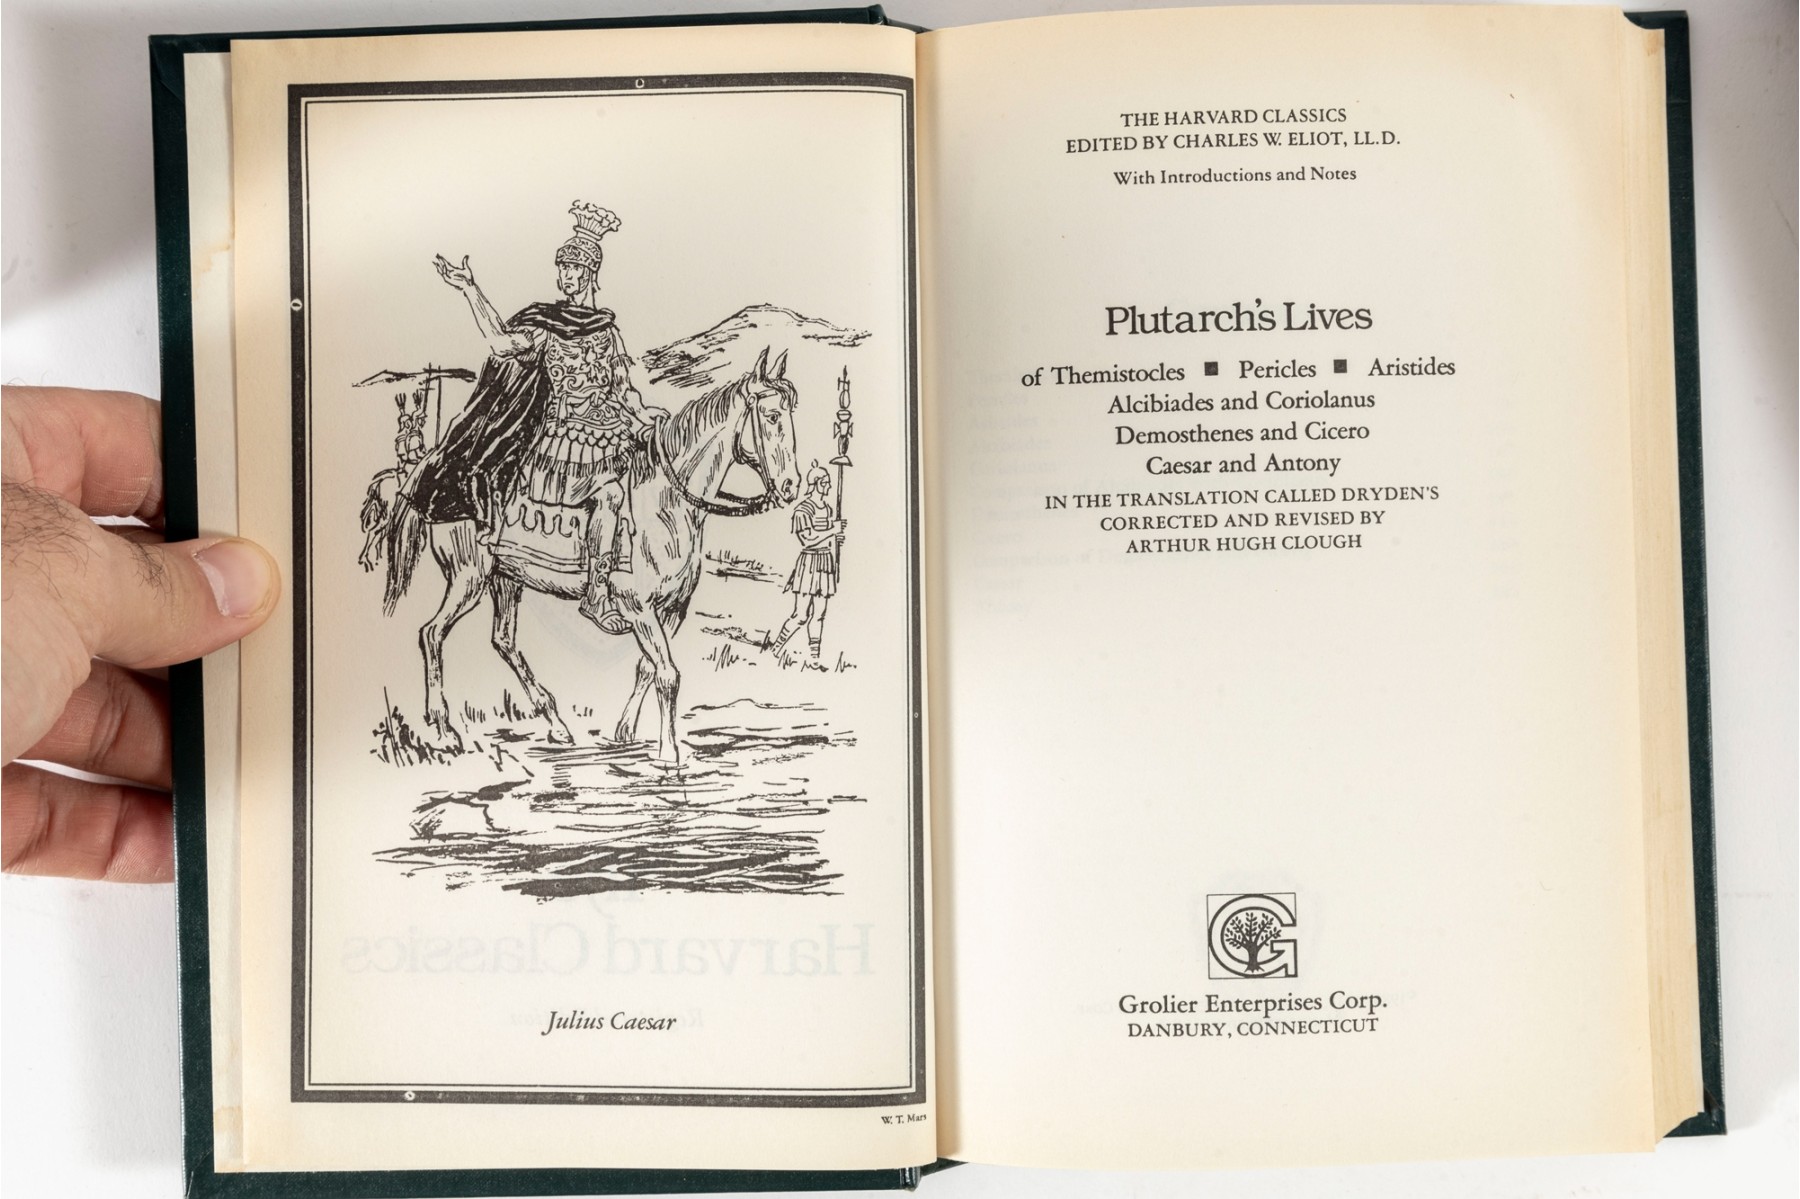 Julius Caesar
W. T. Mars
THE HARVARD CLASSICS
EDITED BY CHARLES W. ELIOT, LL.D.
With Introductions and Notes
Plutarch's Lives
of Themistocles ■ Pericles ■ Aristides
Alcibiades and Coriolanus
Demosthenes and Cicero
Caesar and Antony
IN THE TRANSLATION CALLED DRYDEN'S
CORRECTED AND REVISED BY
ARTHUR HUGH CLOUGH
G
Grolier Enterprises Corp.
DANBURY, CONNECTICUT